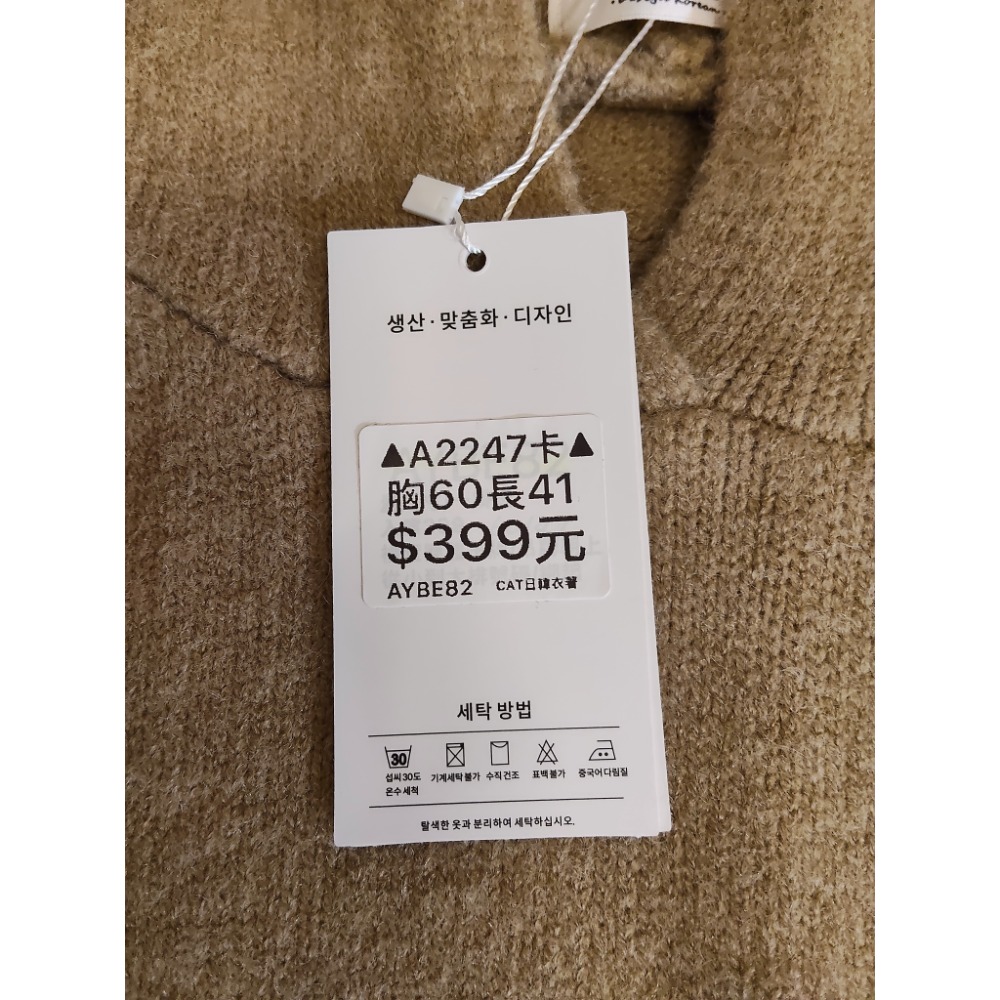 생산·맞춤화·디자인
▲A2247卡▲
胸60長41
$399元
AYBE82 CAT日韓衣著
세탁 방법
30
섭씨 30도 기계세탁 불가 수직 건조 표백 불가 중국어 다림질
온수 세척
탈색한 옷과 분리하여 세탁하십시오.